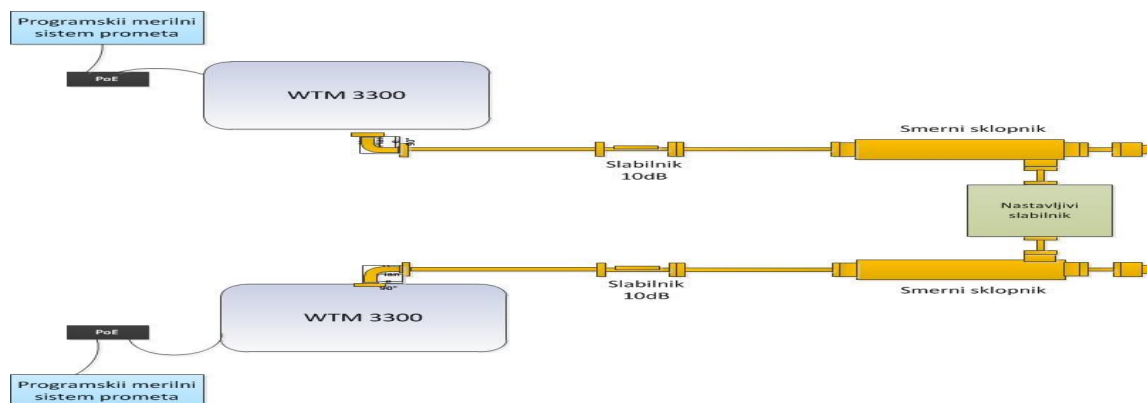 Programskii merilni
sistem prometa
PoE
WTM 3300
Smerni sklopnik
Slabilnik
10dB
Nastavljivi
slabilnik
Slabilnik
10dB
Smerni sklopnik
WTM 3300
PoE
Programskii merilni
sistem prometa